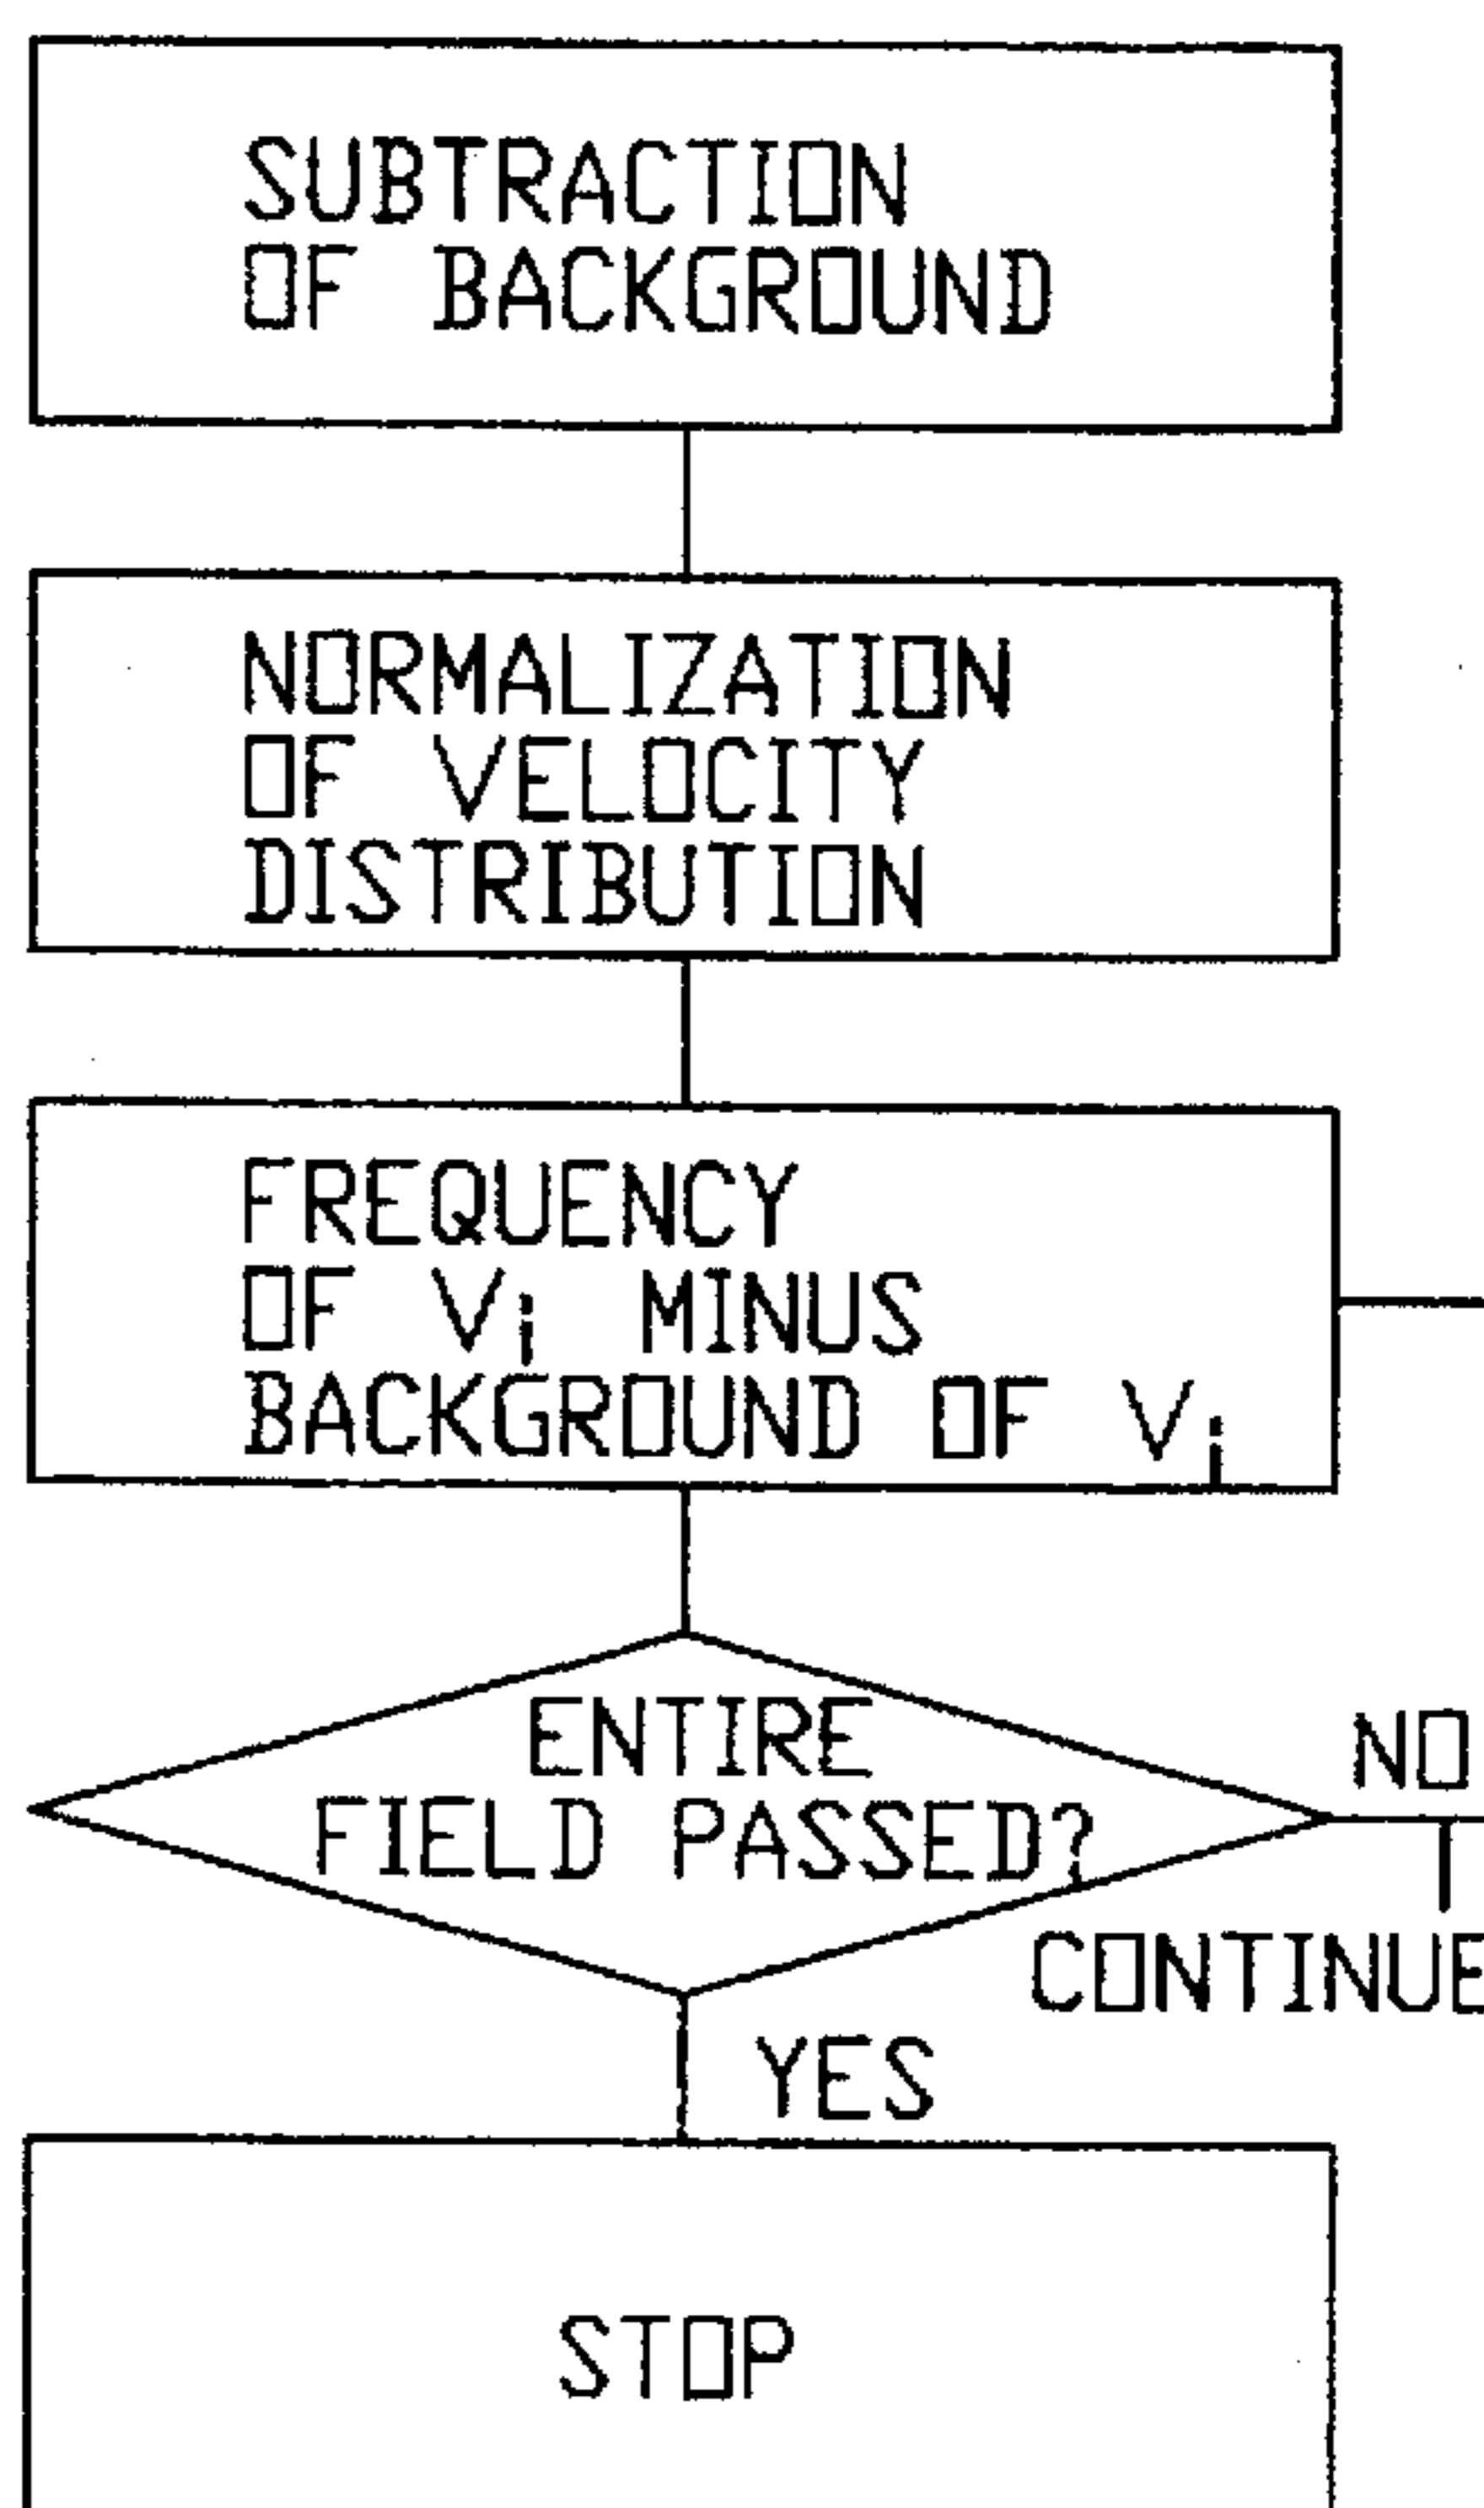 SUBTRACTION
OF BACKGROUND
NORMALIZATION
OF VELOCITY
DISTRIBUTION
FREQUENCY
OF Vi MINUS
BACKGROUND OF Vi
ENTIRE
FIELD PASSED?
NO
CONTINUE
YES
STOP